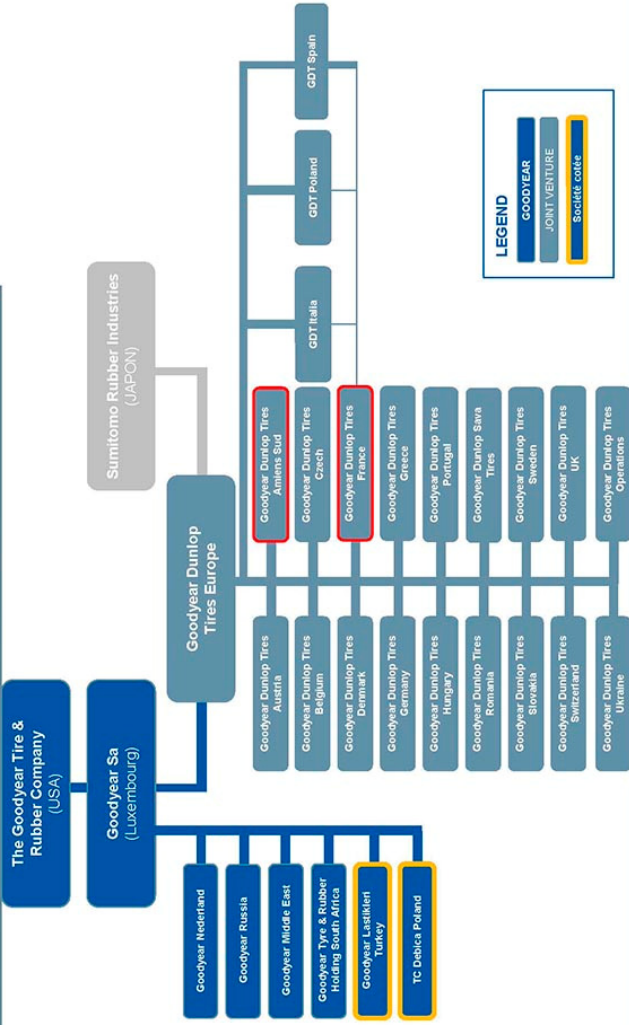 The Goodyear Tire &
Rubber Company
(USA)
Goodyear Sa
(Luxembourg)
Sumitomo Rubber Industries
(JAPON)
Goodyear Dunlop
Tires Europe
Goodyear Nederland
Goodyear Russia
Goodyear Middle East
Goodyear Tyre & Rubber
Holding South Africa
Goodyear Lastikleri
Turkey
TC Debica Poland
Goodyear Dunlop Tires
Austria
Goodyear Dunlop Tires
Belgium
Goodyear Dunlop Tires
Denmark
Goodyear Dunlop Tires
Germany
Goodyear Dunlop Tires
Hungary
Goodyear Dunlop Tires
Romania
Goodyear Dunlop Tires
Slovakia
Goodyear Dunlop Tires
Switzerland
Goodyear Dunlop Tires
Ukraine
Goodyear Dunlop Tires
Amiens Sud
Goodyear Dunlop Tires
Czech
Goodyear Dunlop Tires
France
Goodyear Dunlop Tires
Greece
Goodyear Dunlop Tires
Portugal
Goodyear Dunlop Sava
Tires
Goodyear Dunlop Tires
Sweden
Goodyear Dunlop Tires
UK
Goodyear Dunlop Tires
Operations
GDT Italia
GDT Poland
GDT Spain
LEGEND
GOODYEAR
JOINT VENTURE
Société cotée